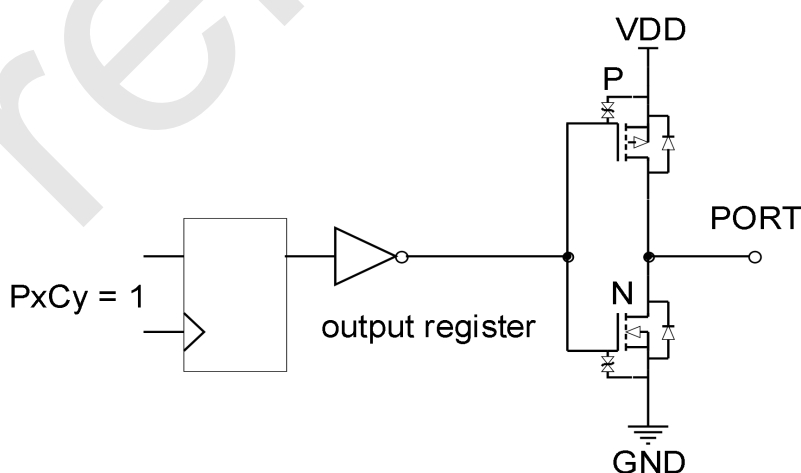 VDD
P
PORT
PxCy = 1
N
output register
GND